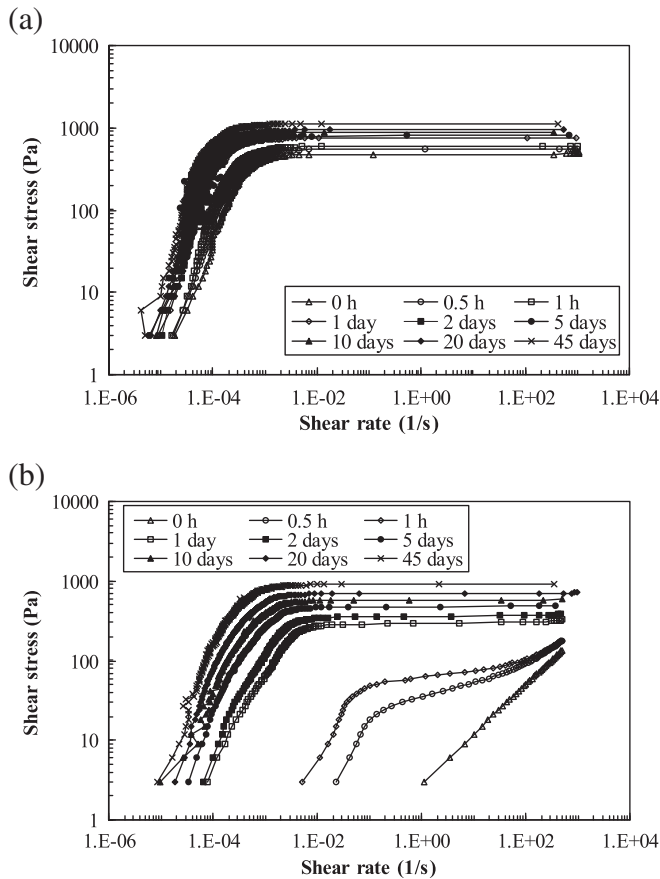 (a)
10000
1000
100
10
1
Shear stress (Pa)
0 h 0.5 h 1 h
1 day 2 days 5 days
10 days 20 days 45 days
1.E-06 1.E-04 1.E-02 1.E+00 1.E+02 1.E+04
Shear rate (1/s)
(b)
10000
1000
100
10
1
Shear stress (Pa)
0 h 0.5 h 1 h
1 day 2 days 5 days
10 days 20 days 45 days
1.E-06 1.E-04 1.E-02 1.E+00 1.E+02 1.E+04
Shear rate (1/s)